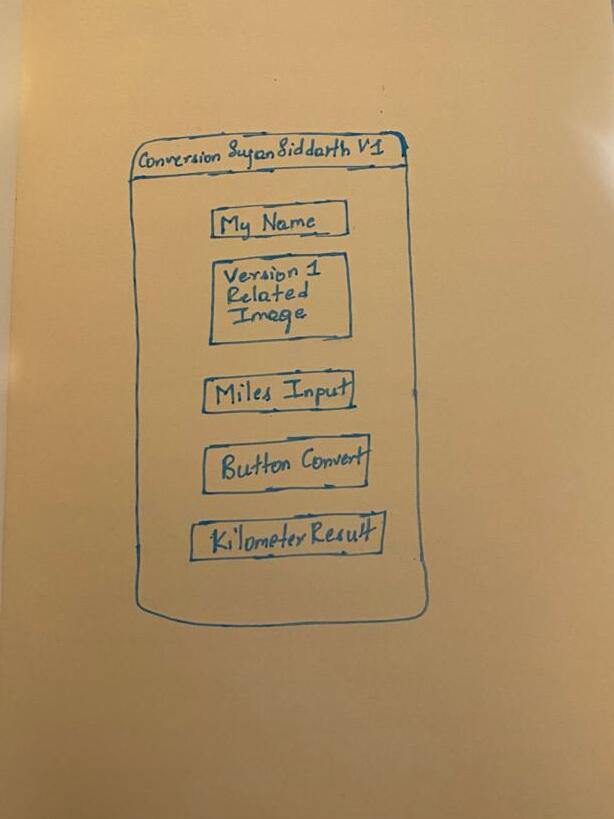 Conversion Sujan Siddarth V1
My Name
Version 1
Related
Image
Miles Input
Button Convert
Kilometer Result